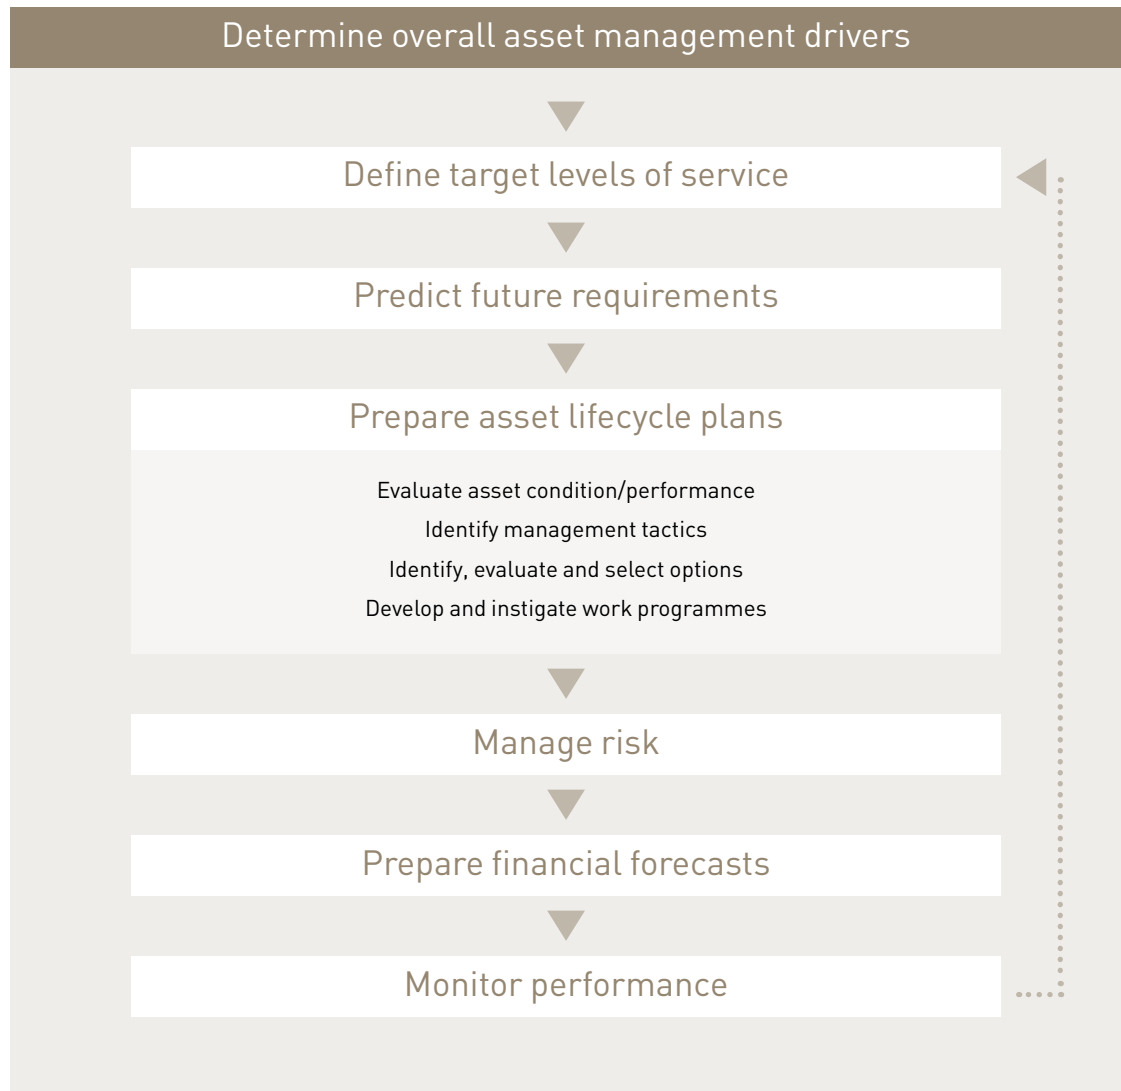 Determine overall asset management drivers
Define target levels of service
Predict future requirements
Prepare asset lifecycle plans
Evaluate asset condition/performance
Identify management tactics
Identify, evaluate and select options
Develop and instigate work programmes
Manage risk
Prepare financial forecasts
Monitor performance